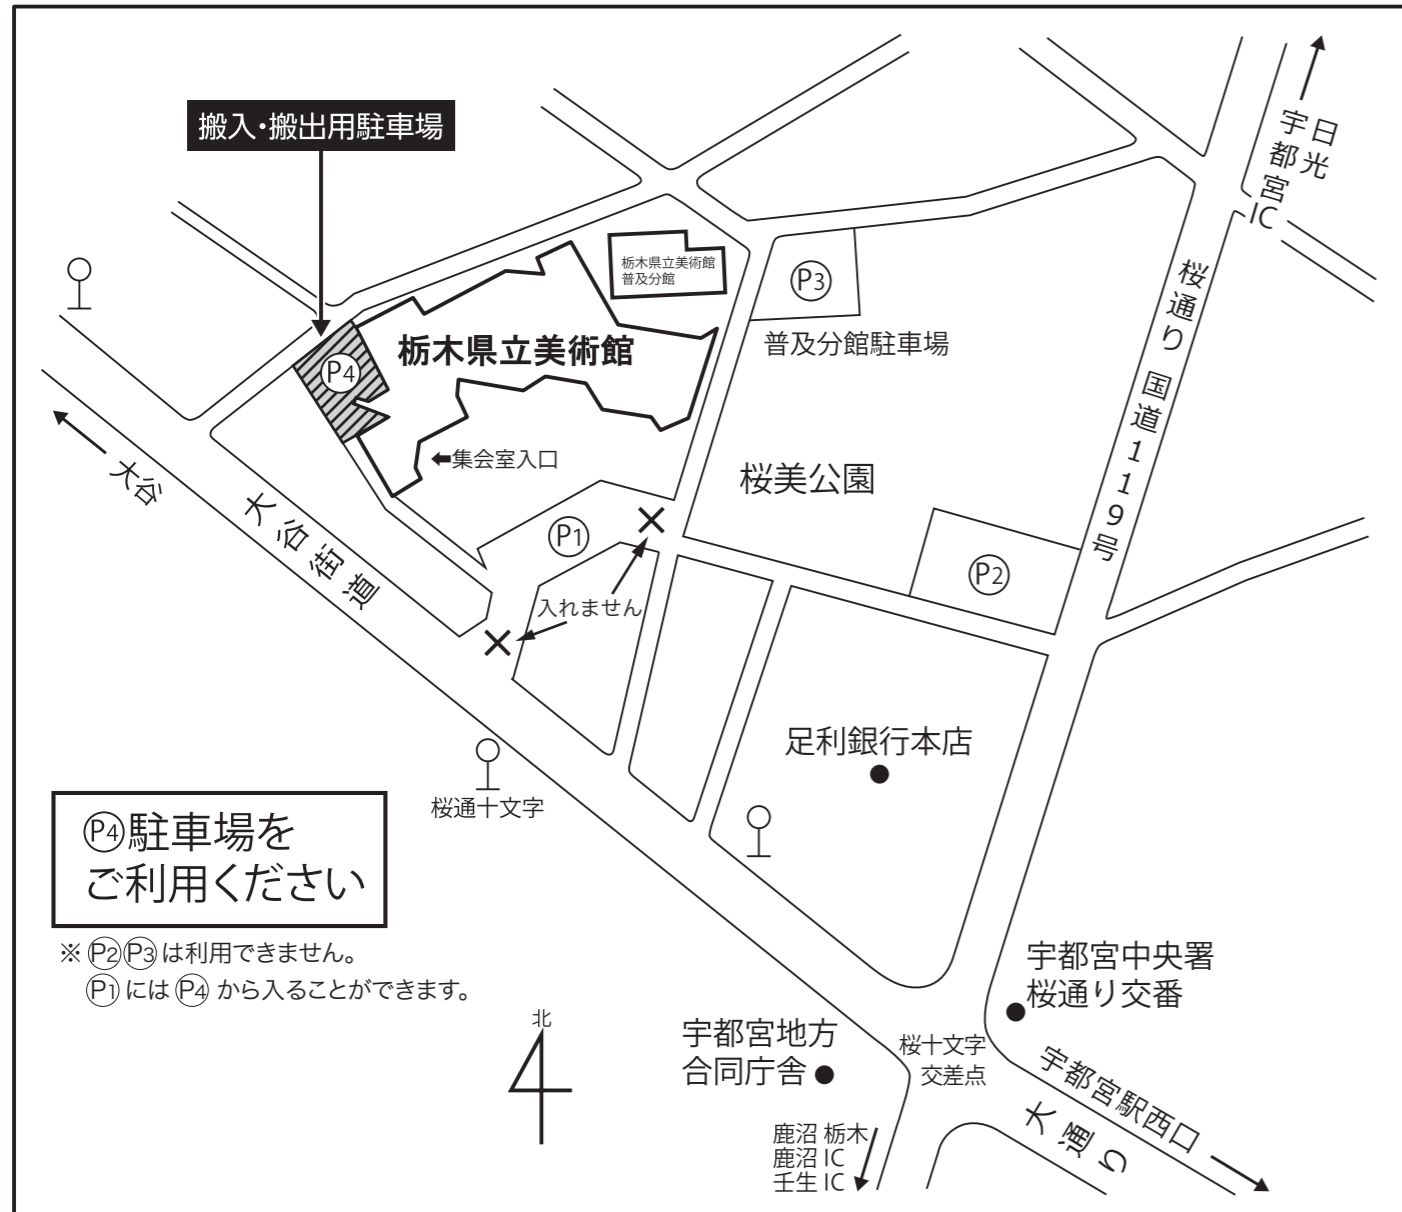 搬入・搬出用駐車場
日光
宇都宮IC
栃木県立美術館
普及分館
P3
普及分館駐車場
栃木県立美術館
P4
桜通り 国道119号
←集会室入口
大谷
大谷街道
桜美公園
P1
P2
入れません
足利銀行本店
桜通十文字
P4駐車場を
ご利用ください
※P2P3は利用できません。
P1にはP4から入ることができます。
北
宇都宮中央署
桜通り交番
宇都宮地方
合同庁舎
桜十文字
交差点
宇都宮駅西口
大通り
鹿沼 栃木
鹿沼 IC
壬生 IC